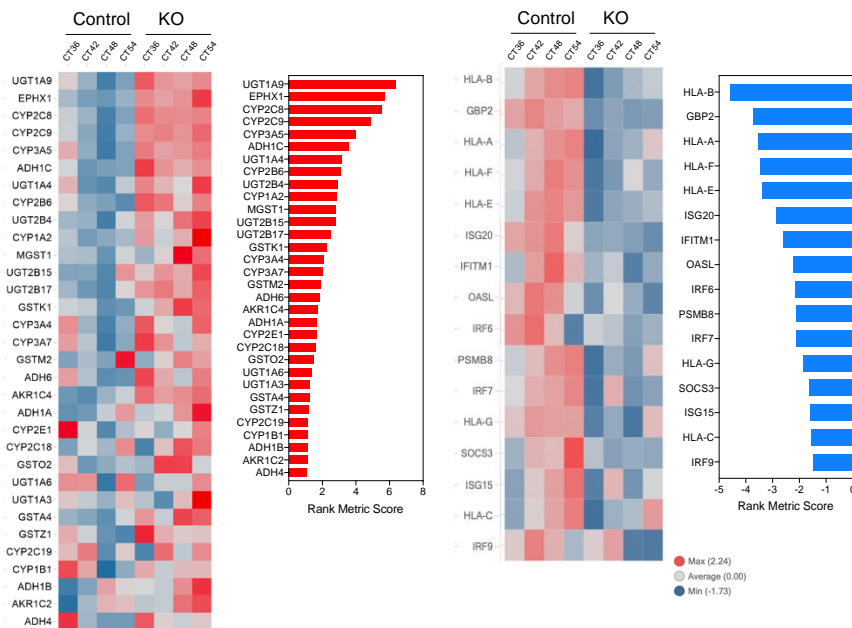 Control KO
CT36 CT42 CT48 CT54 CT36 CT42 CT48 CT54
UGT1A9
EPHX1
CYP2C8
CYP2C9
CYP3A5
ADH1C
UGT1A4
CYP2B6
UGT2B4
CYP1A2
MGST1
UGT2B15
UGT2B17
GSTK1
CYP3A4
CYP3A7
GSTM2
ADH6
AKR1C4
ADH1A
CYP2E1
CYP2C18
GSTO2
UGT1A6
UGT1A3
GSTA4
GSTZ1
CYP2C19
CYP1B1
ADH1B
AKR1C2
ADH4
UGT1A9
EPHX1
CYP2C8
CYP2C9
CYP3A5
ADH1C
UGT1A4
CYP2B6
UGT2B4
CYP1A2
MGST1
UGT2B15
UGT2B17
GSTK1
CYP3A4
CYP3A7
GSTM2
ADH6
AKR1C4
ADH1A
CYP2E1
CYP2C18
GSTO2
UGT1A6
UGT1A3
GSTA4
GSTZ1
CYP2C19
CYP1B1
ADH1B
AKR1C2
ADH4
0 2 4 6 8
Rank Metric Score
Control KO
CT36 CT42 CT48 CT54 CT36 CT42 CT48 CT54
HLA-B
GBP2
HLA-A
HLA-F
HLA-E
ISG20
IFITM1
OASL
IRF6
PSMB8
IRF7
HLA-G
SOCS3
ISG15
HLA-C
IRF9
HLA-B
GBP2
HLA-A
HLA-F
HLA-E
ISG20
IFITM1
OASL
IRF6
PSMB8
IRF7
HLA-G
SOCS3
ISG15
HLA-C
IRF9
-5 -4 -3 -2 -1 0
Rank Metric Score
Max (2.24)
Average (0.00)
Min (-1.73)